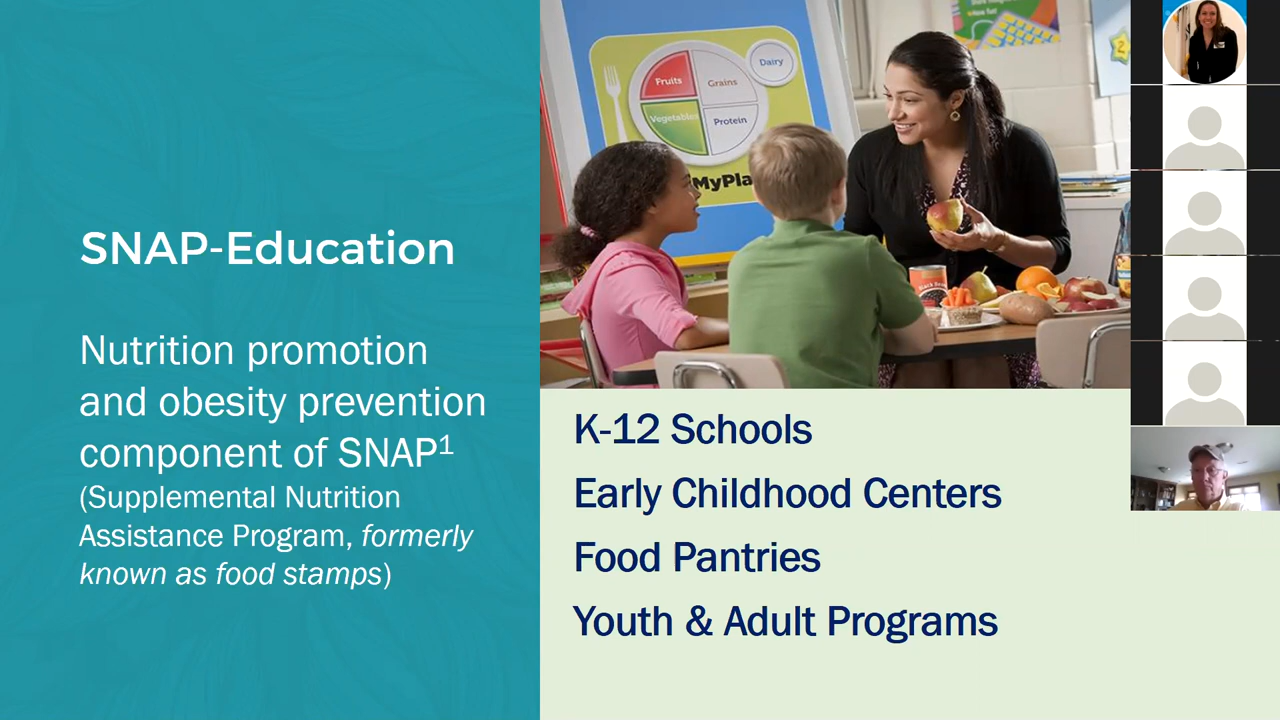 SNAP-Education
Nutrition promotion
and obesity prevention
component of SNAP¹
(Supplemental Nutrition
Assistance Program, formerly
known as food stamps)
Fruits
Grains
Dairy
Vegetables
Protein
MyPla
K-12 Schools
Early Childhood Centers
Food Pantries
Youth & Adult Programs